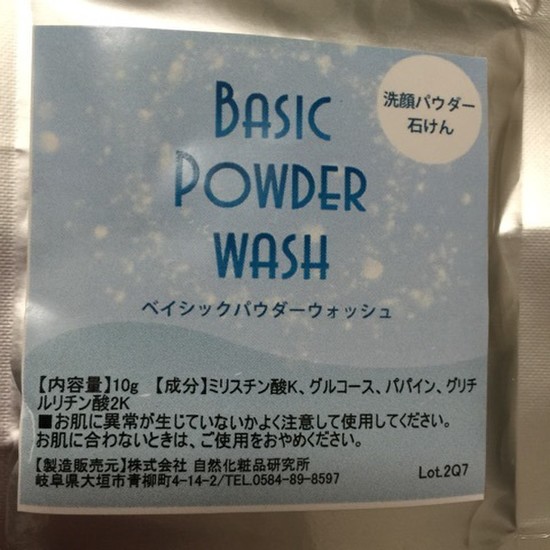 BASIC
POWDER
WASH
洗顔パウダー
石けん
ベイシックパウダーウォッシュ
【内容量】10g 【成分】ミリスチン酸K、グルコース、パパイン、グリチ
ルリチン酸2K
■お肌に異常が生じていないかよく注意して使用してください。
お肌に合わないときは、ご使用をおやめください。
【製造販売元】株式会社 自然化粧品研究所
岐阜県大垣市青柳町4-14-2/TEL.0584-89-8597
Lot.2Q7